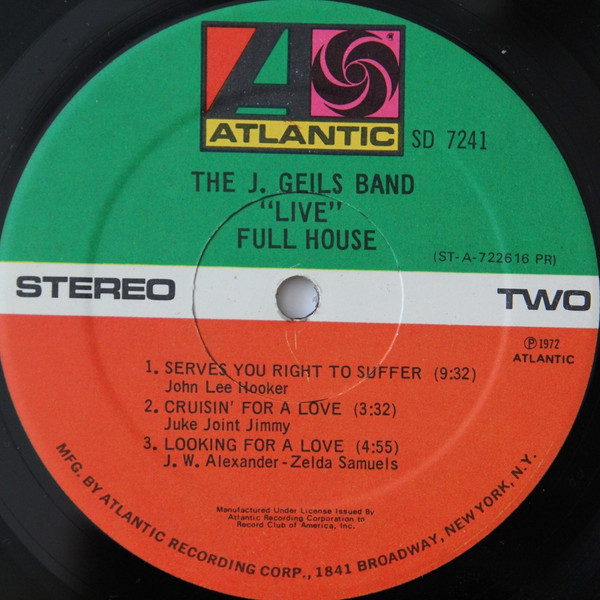 ATLANTIC
SD 7241
THE J. GEILS BAND
"LIVE"
FULL HOUSE
(ST-A-722616 PR)
STEREO
TWO
℗ 1972
ATLANTIC
1. SERVES YOU RIGHT TO SUFFER (9:32)
John Lee Hooker
2. CRUISIN' FOR A LOVE (3:32)
Juke Joint Jimmy
3. LOOKING FOR A LOVE (4:55)
J. W. Alexander-Zelda Samuels
Manufactured Under License Issued By
Atlantic Recording Corporation to
Record Club of America, Inc.
MFG. BY ATLANTIC RECORDING CORP., 1841 BROADWAY, NEW YORK, N.Y.